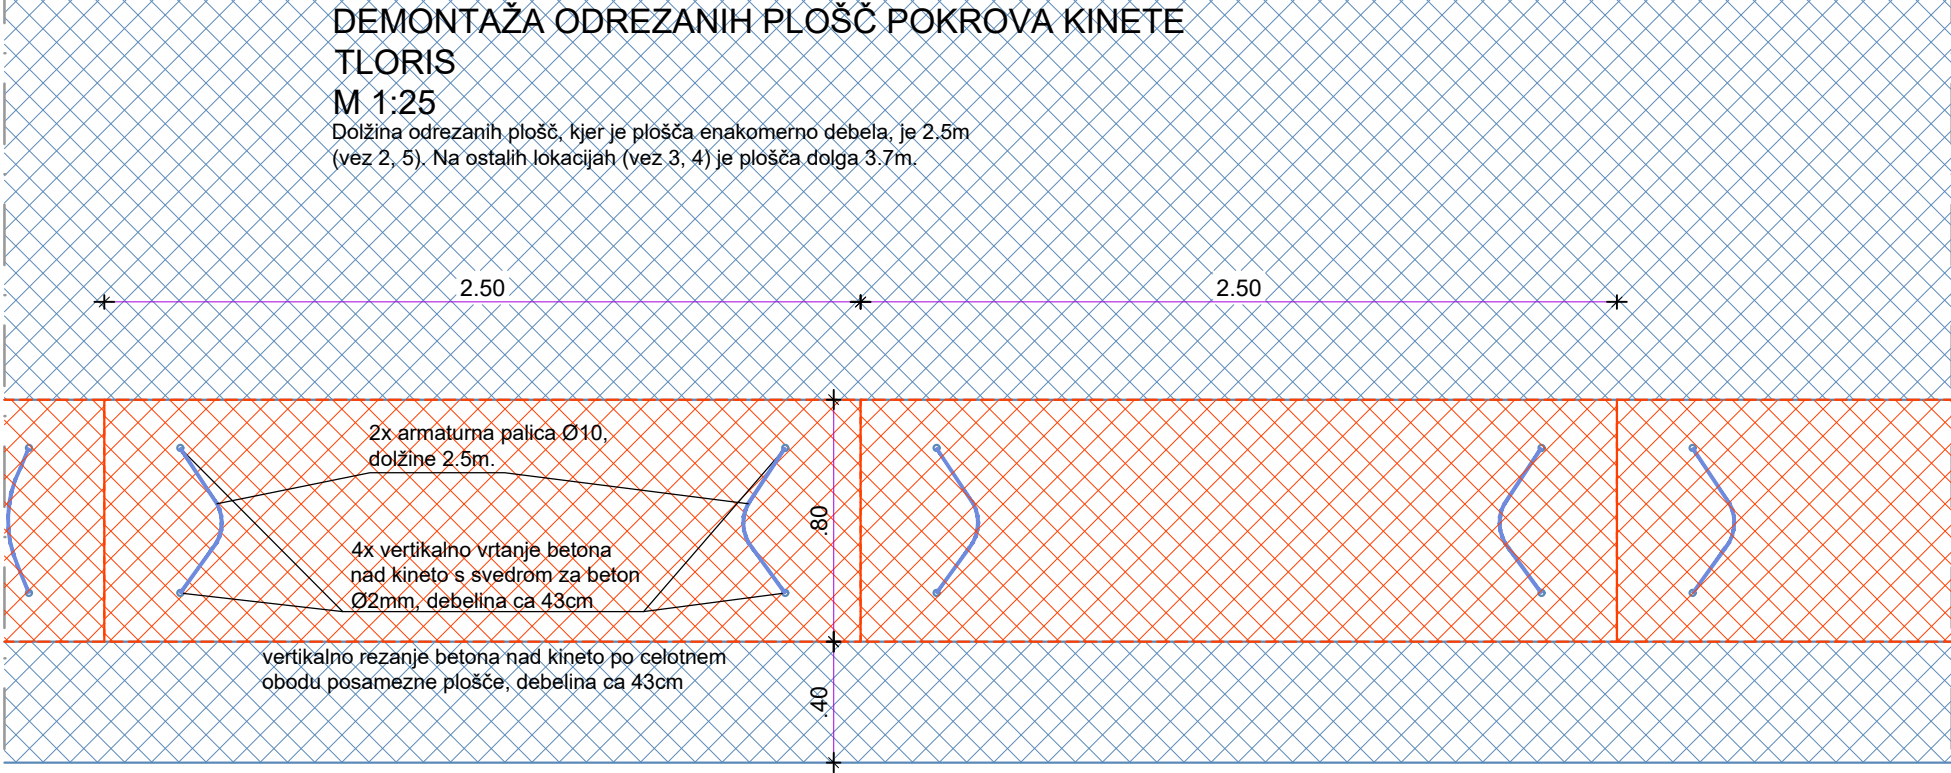 DEMONTAŽA ODREZANIH PLOŠČ POKROVA KINETE
TLORIS
M 1:25
Dolžina odrezanih plošč, kjer je plošča enakomerno debela, je 2.5m
(vez 2, 5). Na ostalih lokacijah (vez 3, 4) je plošča dolga 3.7m.
2.50
2.50
2x armaturna palica Ø10,
dolžine 2.5m.
.80
4x vertikalno vrtanje betona
nad kineto s svedrom za beton
Ø2mm, debelina ca 43cm
vertikalno rezanje betona nad kineto po celotnem
obodu posamezne plošče, debelina ca 43cm
.40